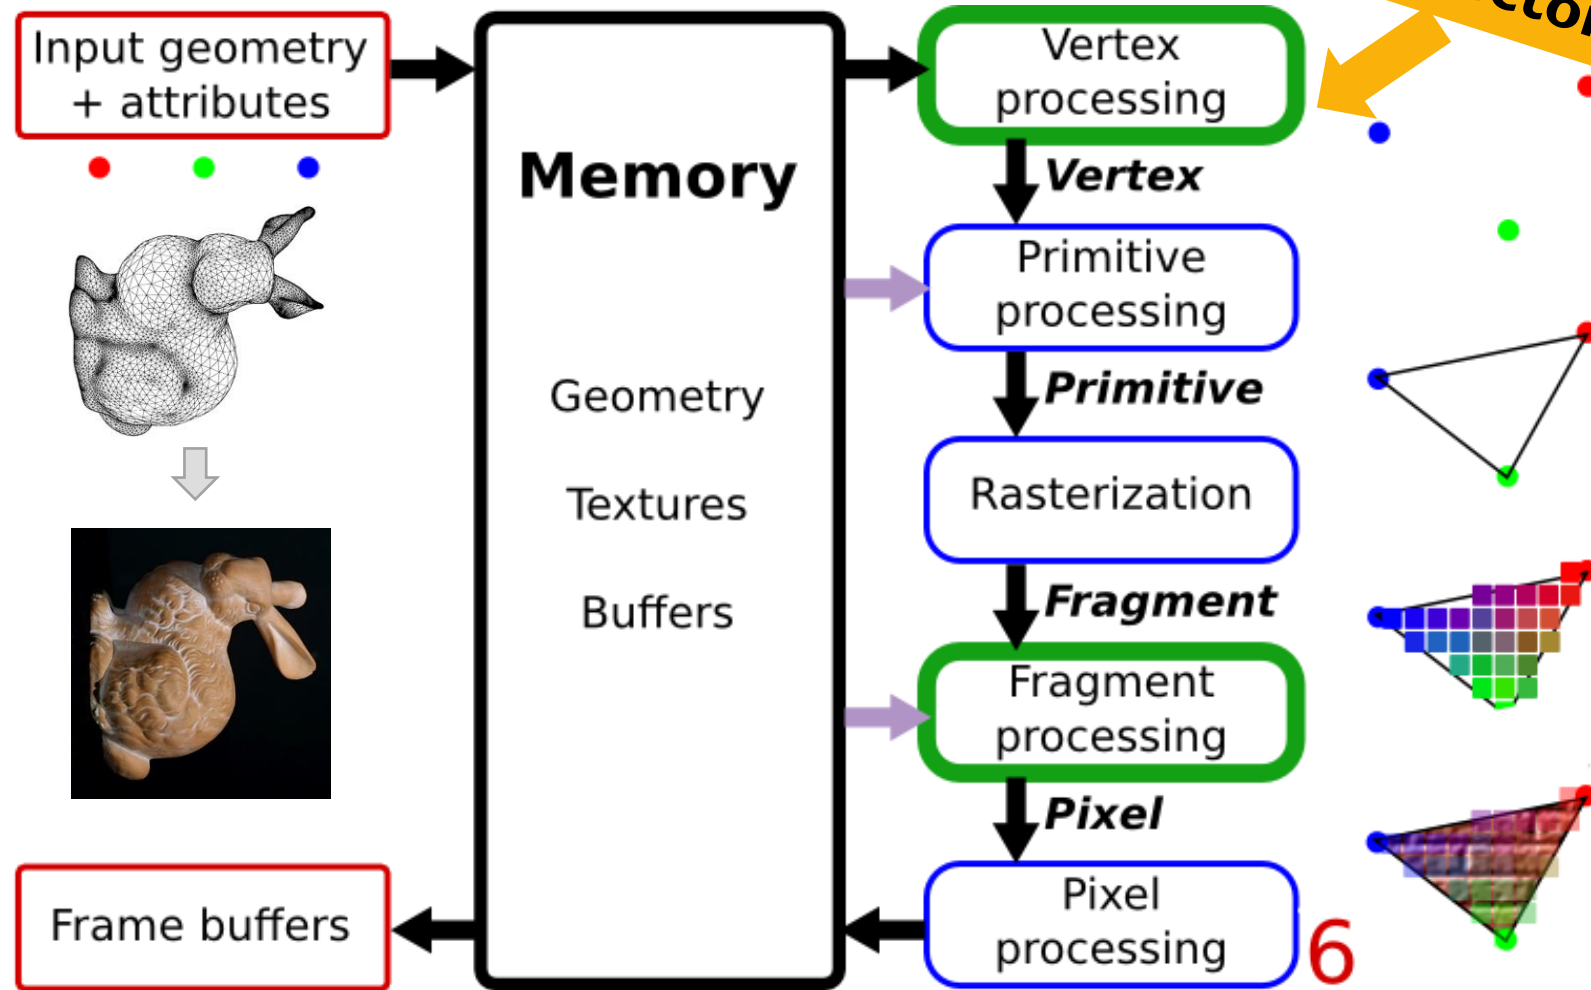 Input geometry
+ attributes
Memory
Geometry
Textures
Buffers
Frame buffers
Vertex
processing
Vertex
Primitive
processing
Primitive
Rasterization
Fragment
Fragment
processing
Pixel
Pixel
processing
6